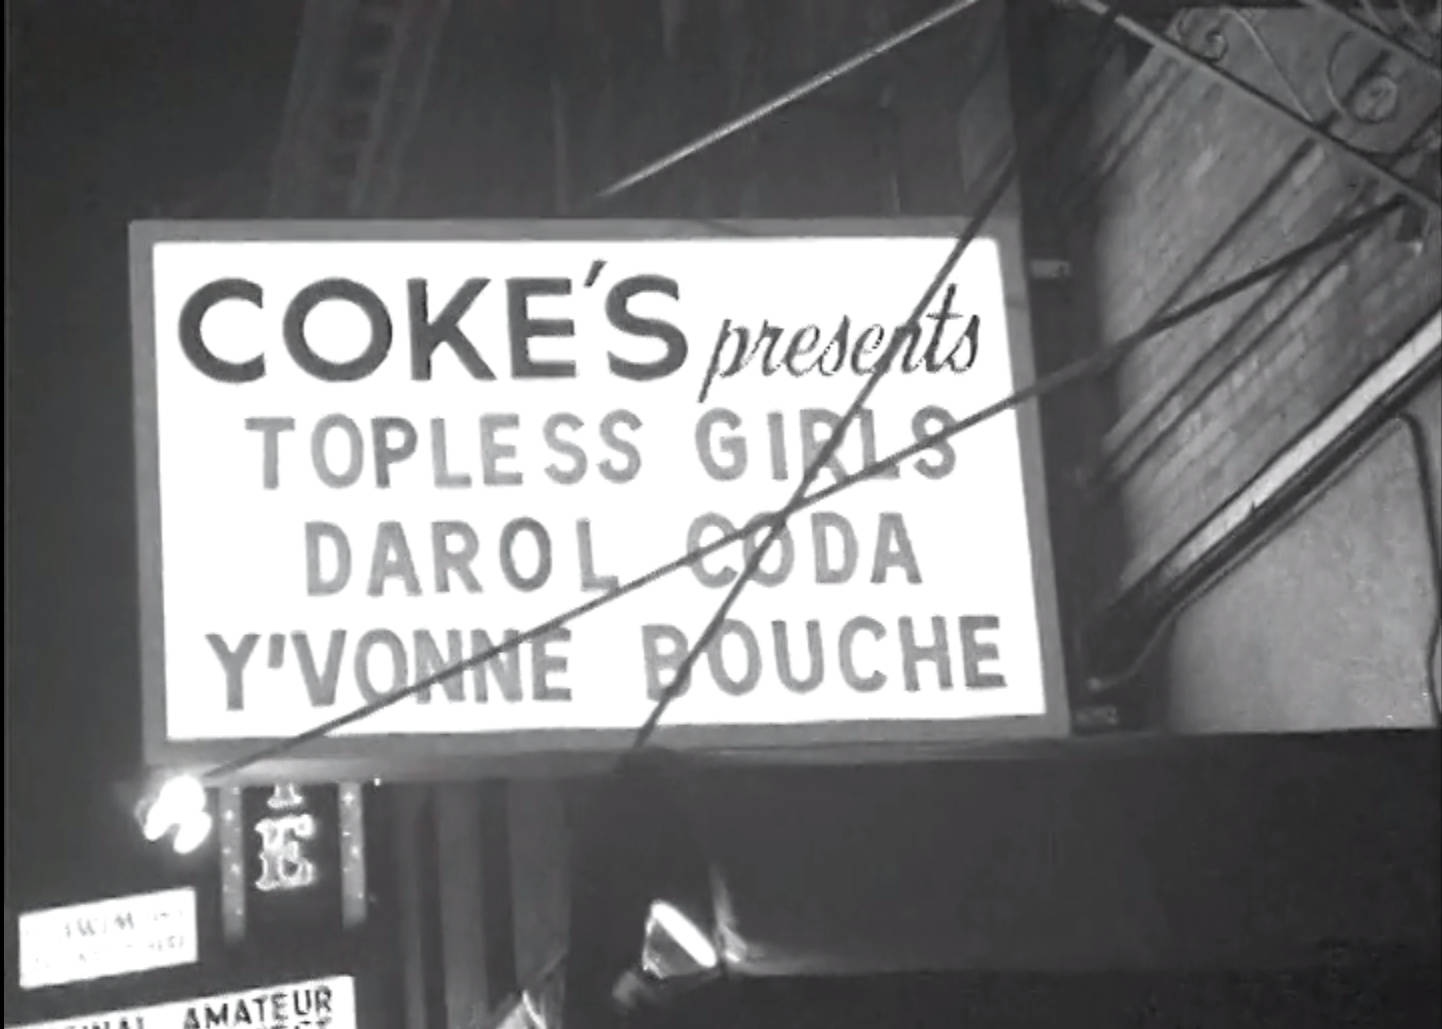 COKE'S presents
TOPLESS GIRLS
DAROL CODA
Y'VONNE BOUCHE
E
AMATEUR